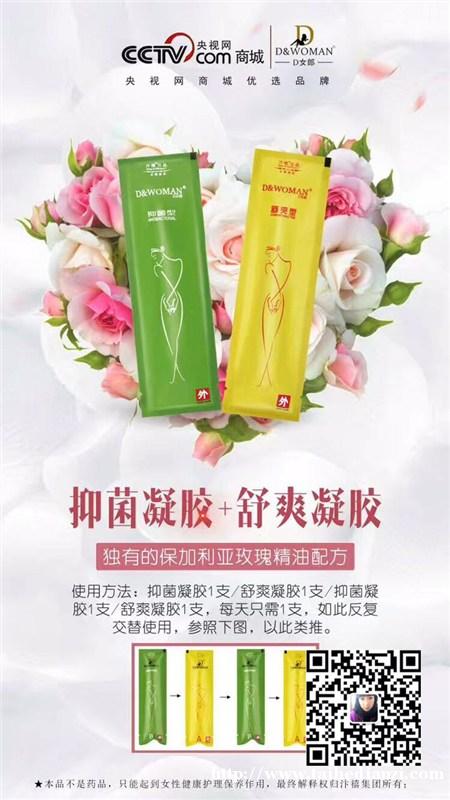 CCTV 央视网 com 商城
D
D&WOMAN®
D女郎
央视网商城优选品牌
D&WOMAN®
抑菌型
ANTIBACTERIAL
外
D&WOMAN®
舒爽型
外
抑菌凝胶+舒爽凝胶
独有的保加利亚玫瑰精油配方
使用方法：抑菌凝胶1支/舒爽凝胶1支/抑菌凝
胶1支/舒爽凝胶1支，每天只需1支，如此反复
交替使用，参照下图，以此类推。
★本品不是药品，只能起到女性健康护理保养作用，最终解释权归汴禧集团所有；